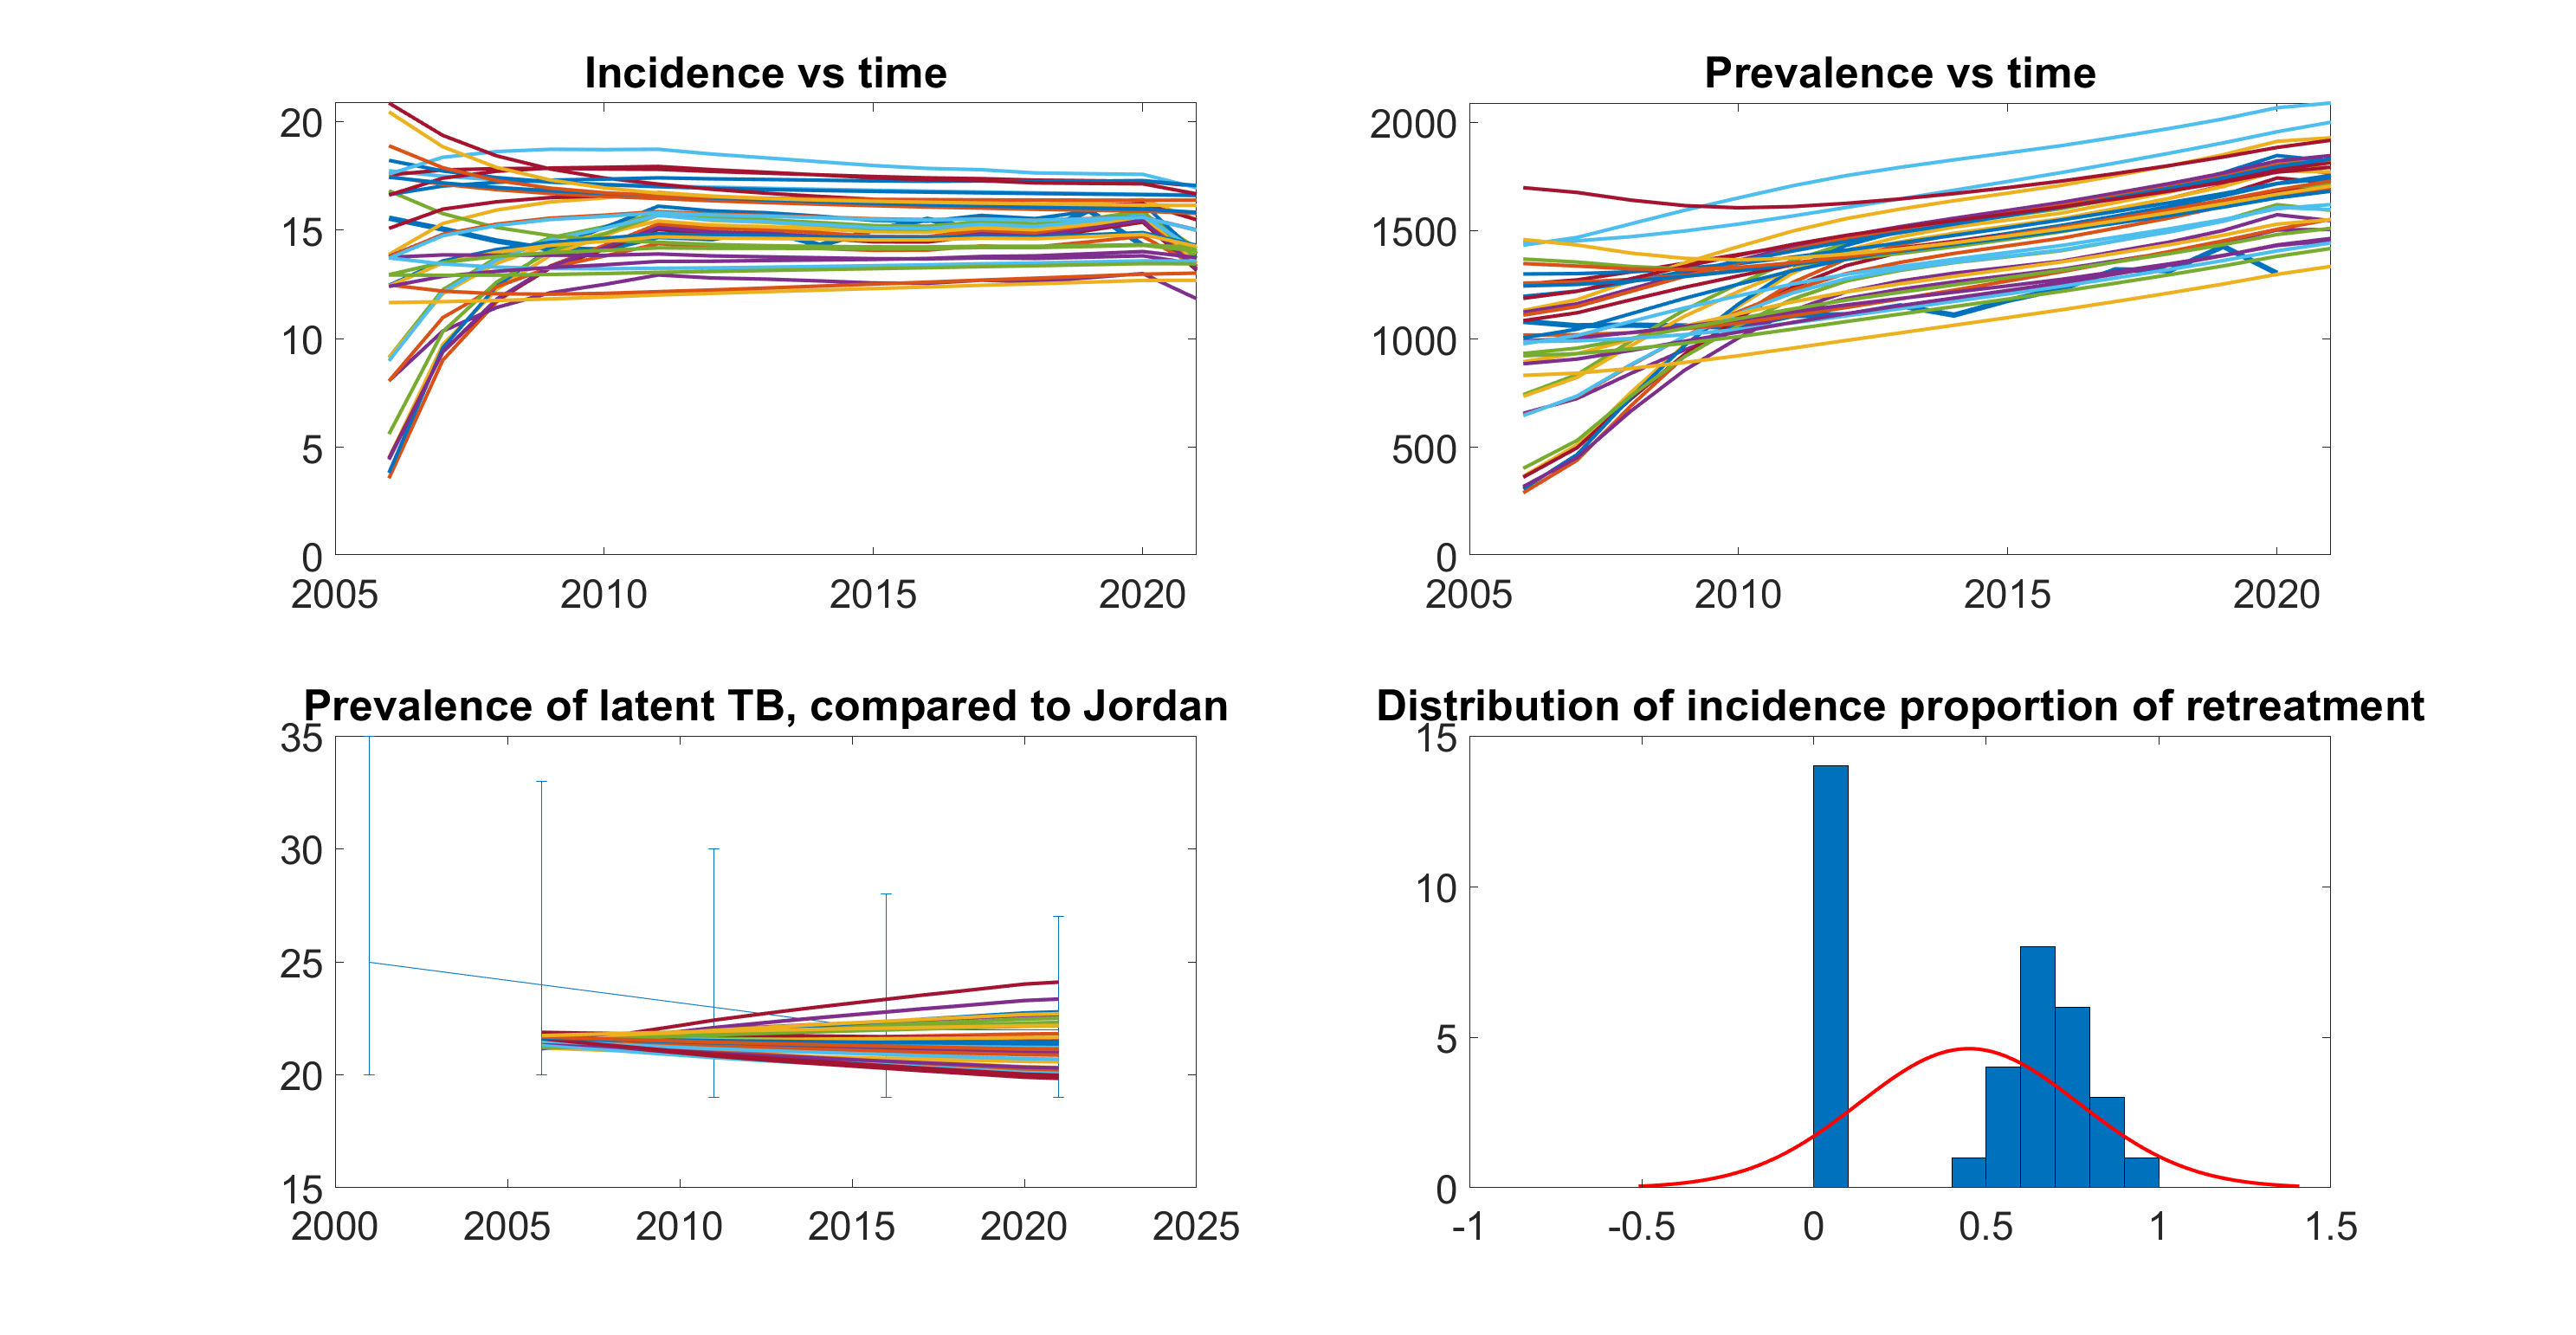 Incidence vs time
20
15
10
5
0
2005 2010 2015 2020
Prevalence vs time
2000
1500
1000
500
0
2005 2010 2015 2020
Prevalence of latent TB, compared to Jordan
35
30
25
20
15
2000 2005 2010 2015 2020 2025
Distribution of incidence proportion of retreatment
15
10
5
0
-1 -0.5 0 0.5 1 1.5